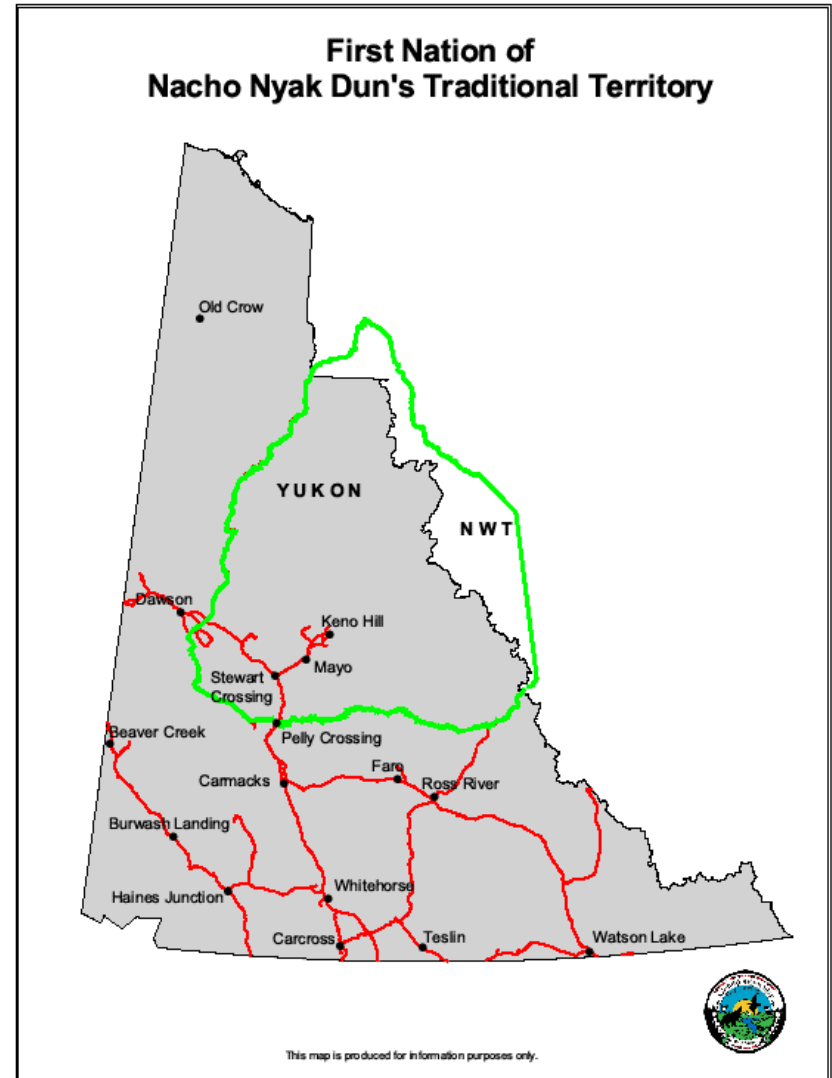 First Nation of
Nacho Nyak Dun's Traditional Territory
Old Crow
YUKON
NWT
Dawson
Keno Hill
Mayo
Stewart
Crossing
Beaver Creek
Pelly Crossing
Carmacks
Faro
Ross River
Burwash Landing
Haines Junction
Whitehorse
Carcross
Teslin
Watson Lake
This map is produced for information purposes only.